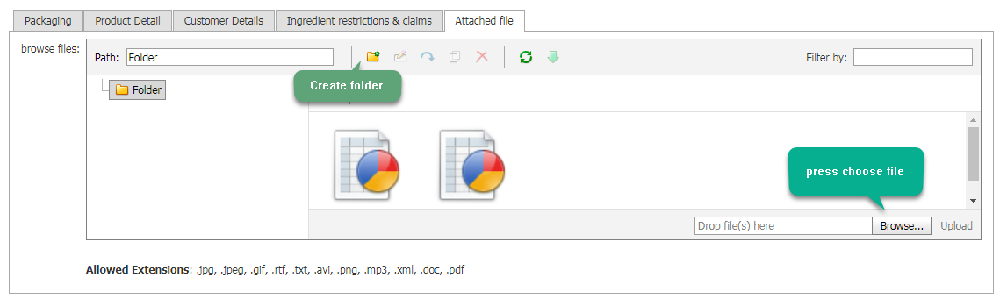 Packaging Product Detail Customer Details Ingredient restrictions & claims Attached file
browse files:
Path: Folder Filter by:
Create folder
Folder
press choose file
Drop file(s) here Browse... Upload
Allowed Extensions: .jpg, .jpeg, .gif, .rtf, .txt, .avi, .png, .mp3, .xml, .doc, .pdf